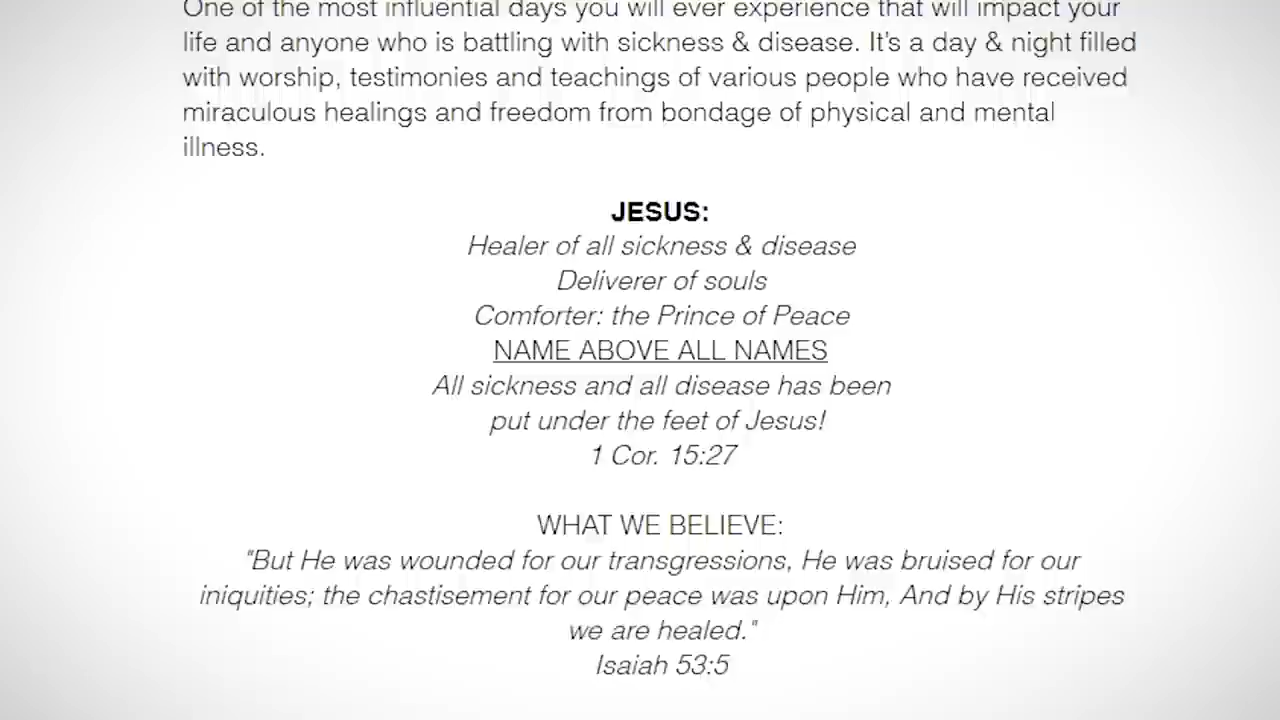 One of the most influential days you will ever experience that will impact your
life and anyone who is battling with sickness & disease. It's a day & night filled
with worship, testimonies and teachings of various people who have received
miraculous healings and freedom from bondage of physical and mental
illness.
JESUS:
Healer of all sickness & disease
Deliverer of souls
Comforter: the Prince of Peace
NAME ABOVE ALL NAMES
All sickness and all disease has been
put under the feet of Jesus!
1 Cor. 15:27
WHAT WE BELIEVE:
"But He was wounded for our transgressions, He was bruised for our
iniquities; the chastisement for our peace was upon Him, And by His stripes
we are healed."
Isaiah 53:5